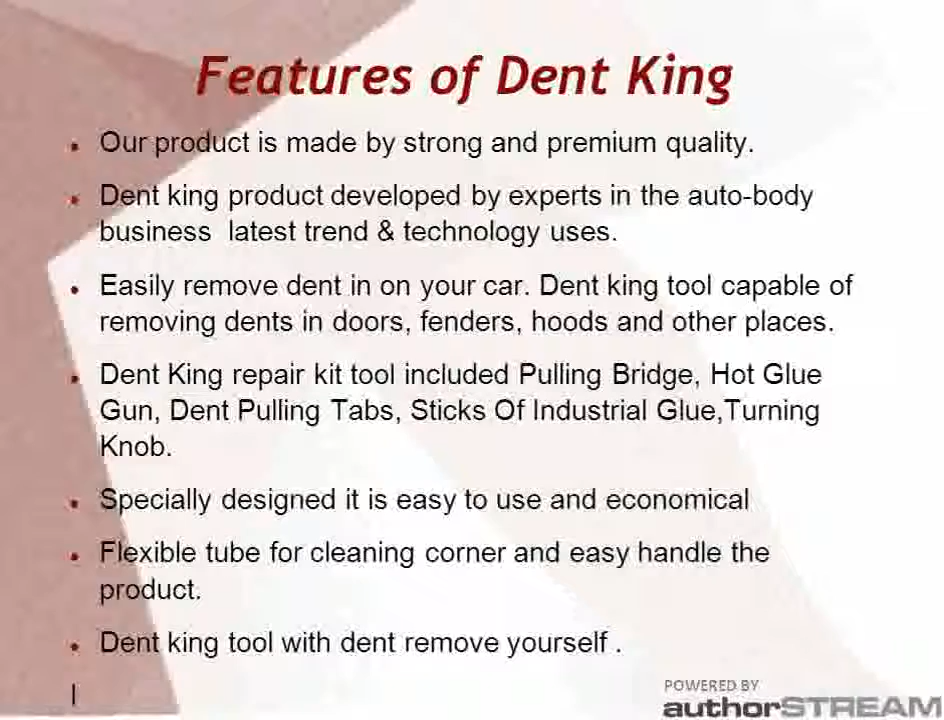 Features of Dent King
Our product is made by strong and premium quality.
Dent king product developed by experts in the auto-body
business latest trend & technology uses.
Easily remove dent in on your car. Dent king tool capable of
removing dents in doors, fenders, hoods and other places.
Dent King repair kit tool included Pulling Bridge, Hot Glue
Gun, Dent Pulling Tabs, Sticks Of Industrial Glue,Turning
Knob.
Specially designed it is easy to use and economical
Flexible tube for cleaning corner and easy handle the
product.
Dent king tool with dent remove yourself .
|
POWERED BY
authorSTREAM